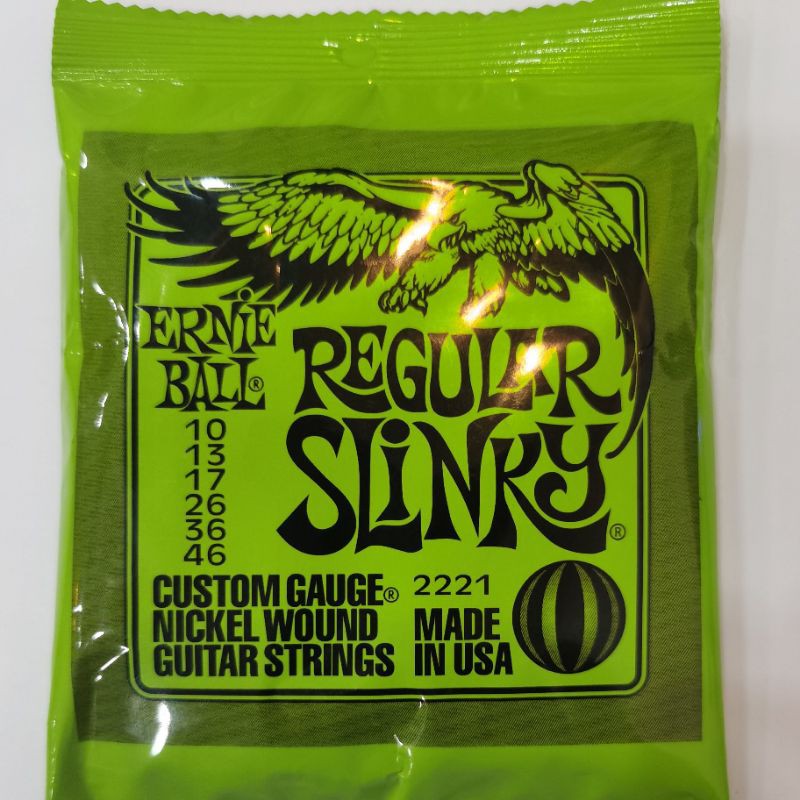 ERNiE
BALL®
REGULAR
SLiNKY®
10
13
17
26
36
46
CUSTOM GAUGE®
NICKEL WOUND
GUITAR STRINGS
2221
MADE
IN USA